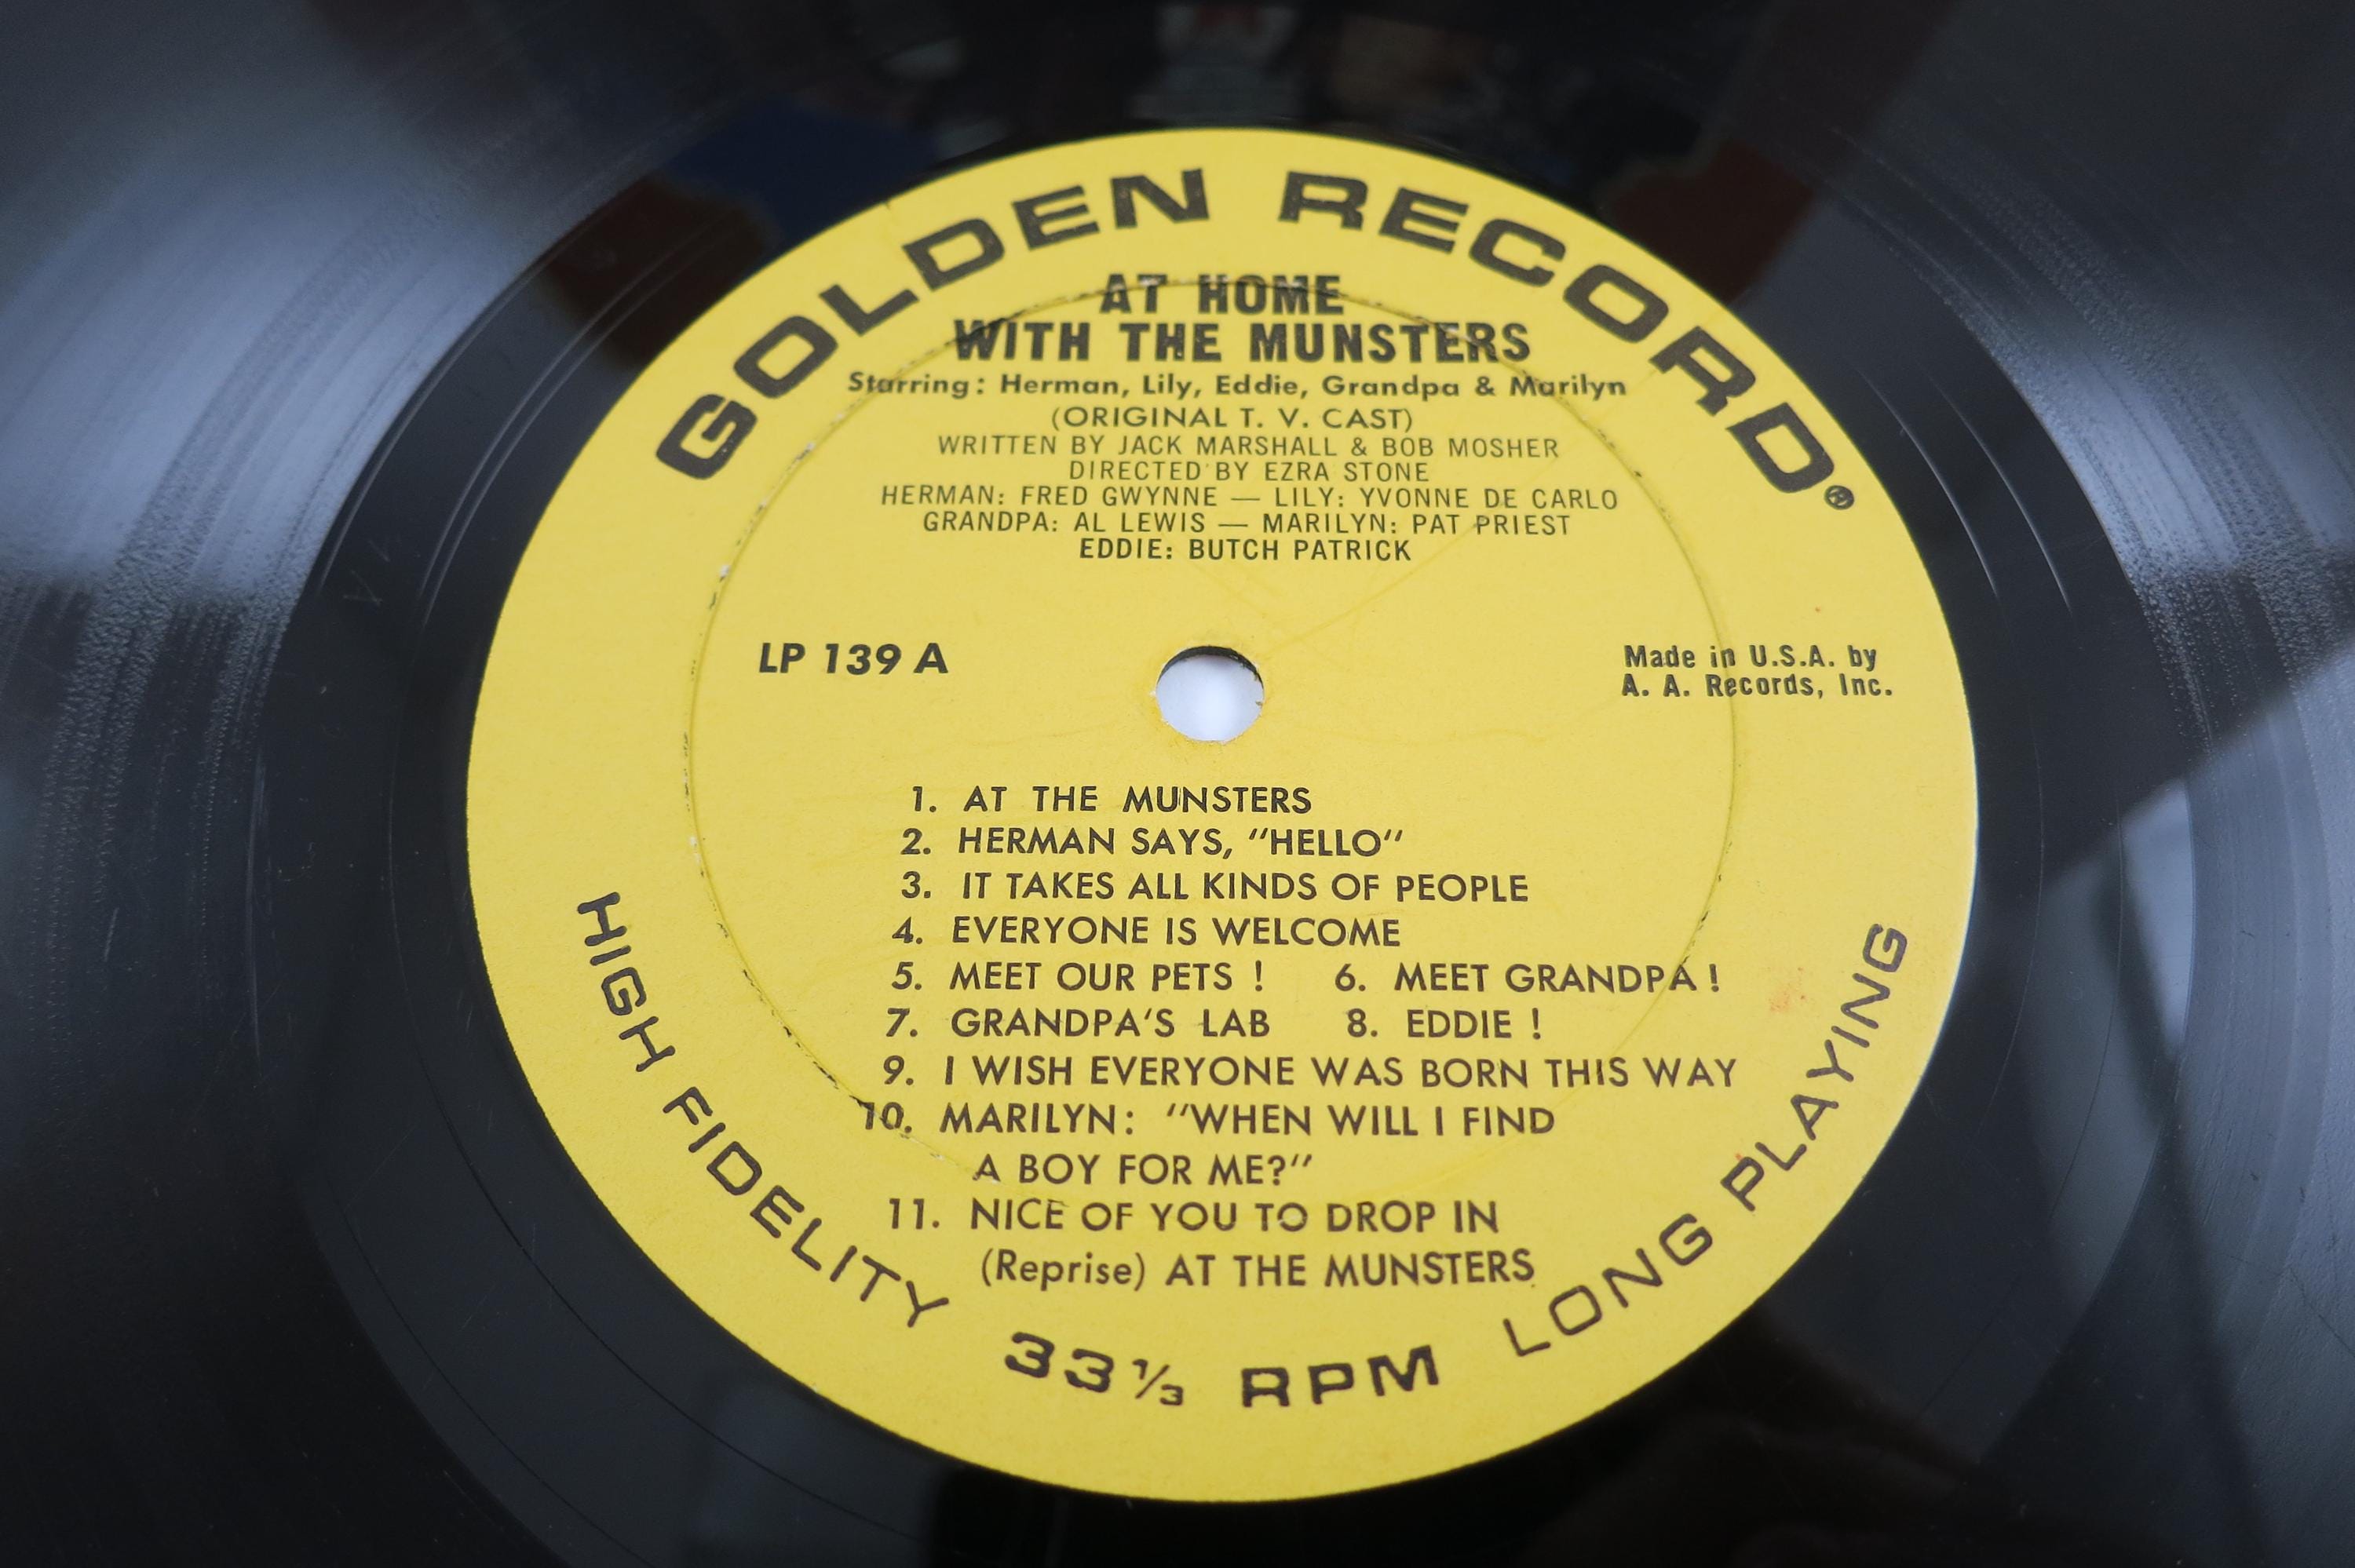 GOLDEN RECORD®
AT HOME
WITH THE MUNSTERS
Starring: Herman, Lily, Eddie, Grandpa & Marilyn
(ORIGINAL T. V. CAST)
WRITTEN BY JACK MARSHALL & BOB MOSHER
DIRECTED BY EZRA STONE
HERMAN: FRED GWYNNE — LILY: YVONNE DE CARLO
GRANDPA: AL LEWIS — MARILYN: PAT PRIEST
EDDIE: BUTCH PATRICK
LP 139 A
Made in U.S.A. by
A. A. Records, Inc.
1. AT THE MUNSTERS
2. HERMAN SAYS, "HELLO"
3. IT TAKES ALL KINDS OF PEOPLE
4. EVERYONE IS WELCOME
5. MEET OUR PETS ! 6. MEET GRANDPA !
7. GRANDPA'S LAB 8. EDDIE !
9. I WISH EVERYONE WAS BORN THIS WAY
10. MARILYN: "WHEN WILL I FIND
A BOY FOR ME?"
11. NICE OF YOU TO DROP IN
(Reprise) AT THE MUNSTERS
HIGH FIDELITY 33 1/3 RPM LONG PLAYING